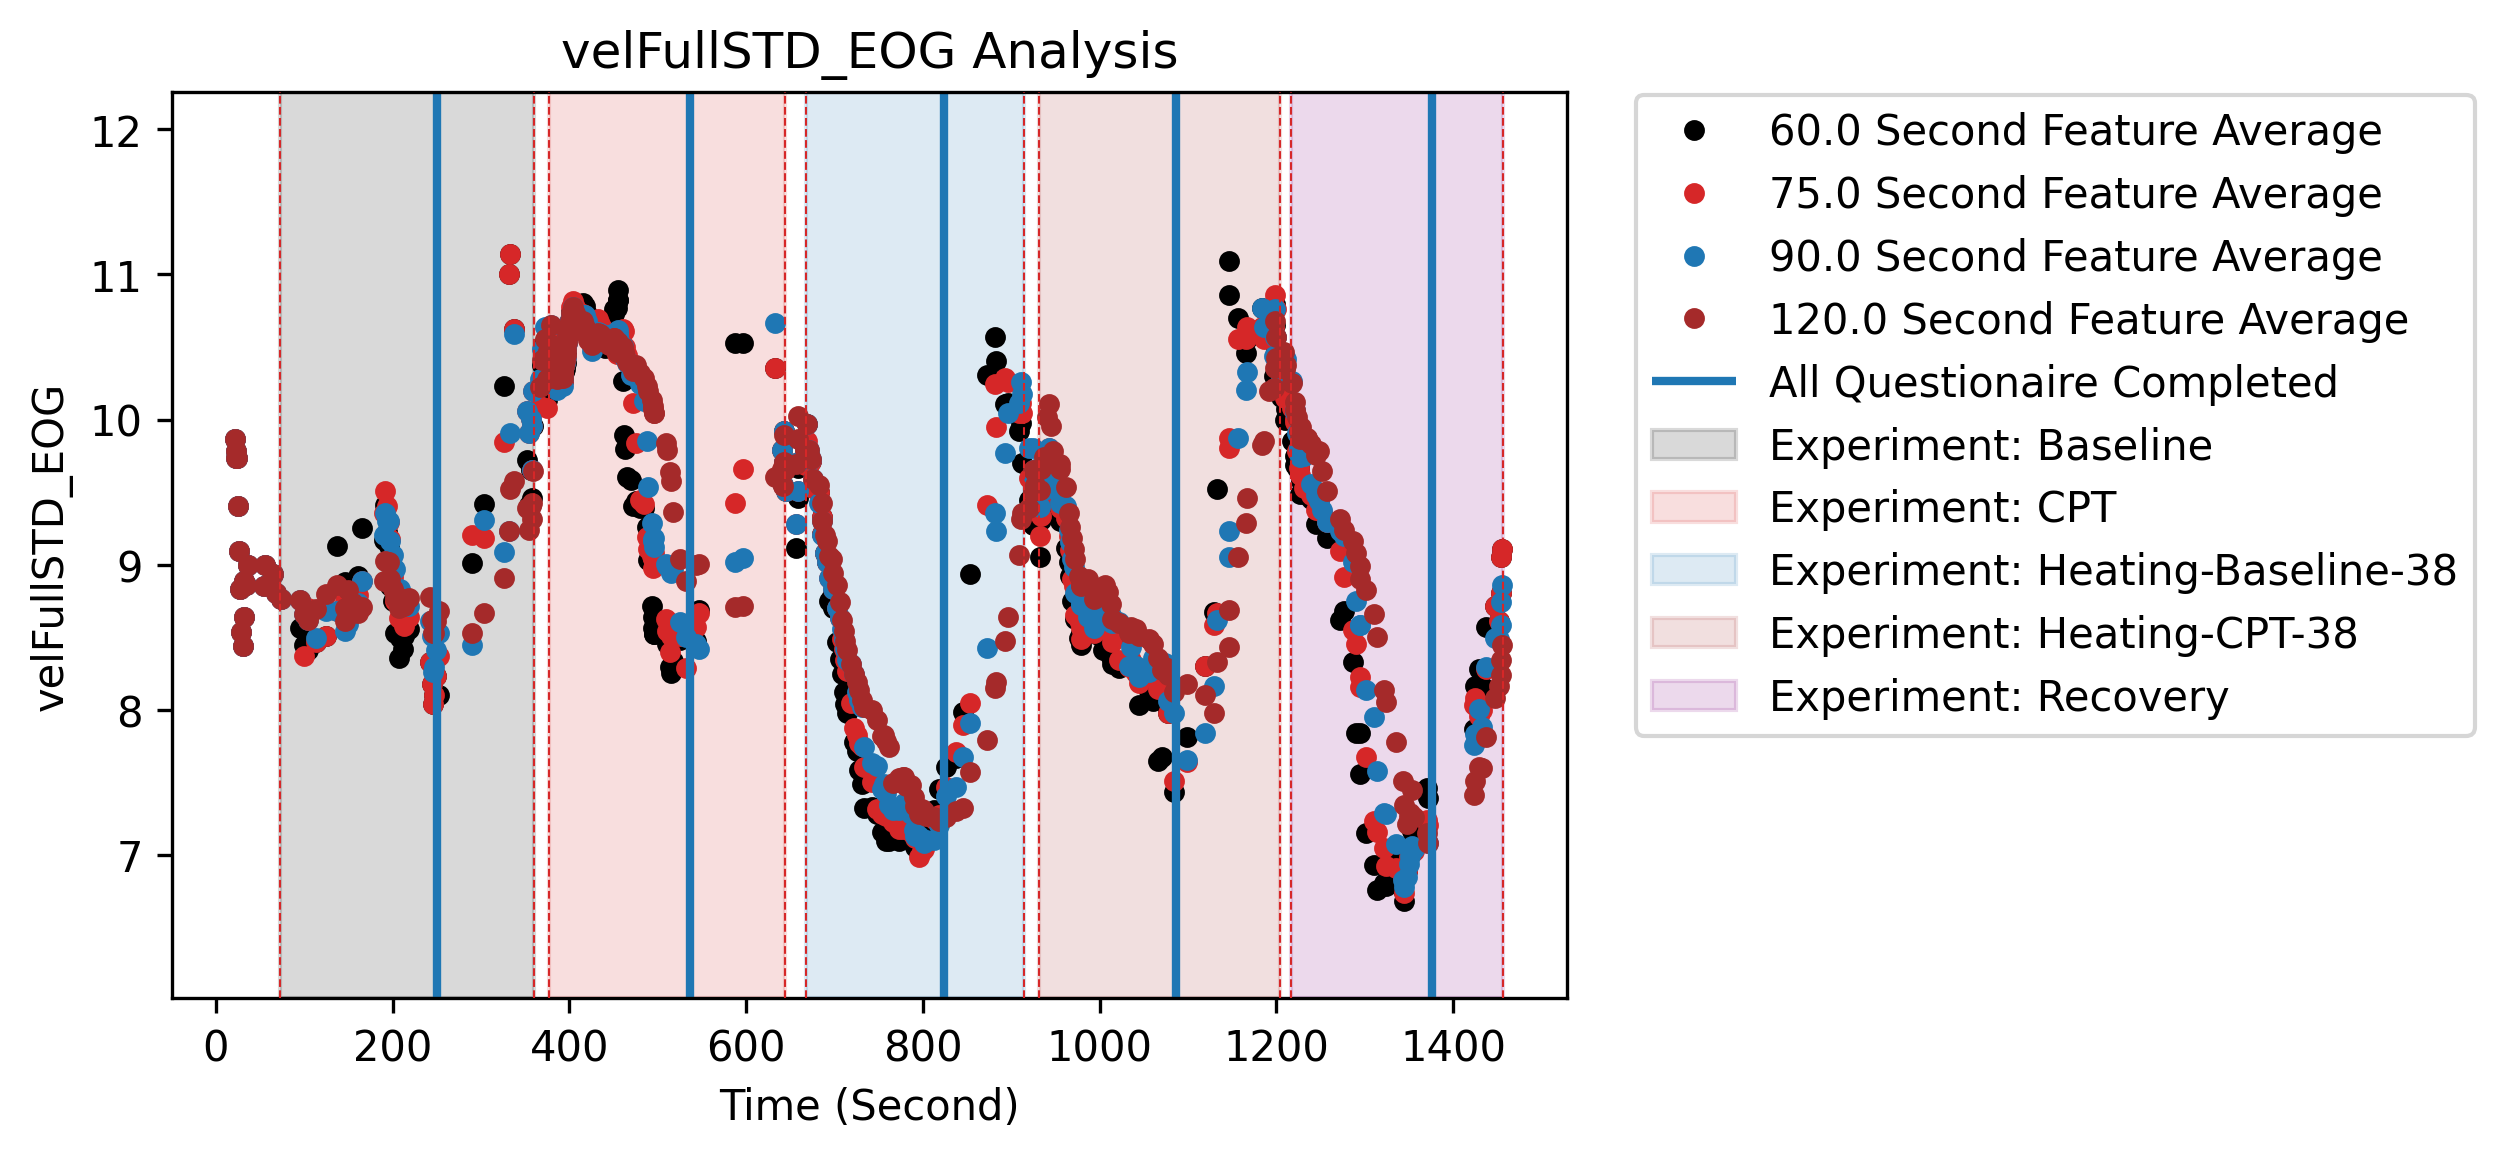 velFullSTD_EOG Analysis
12
11
10
9
8
7
velFullSTD_EOG
0 200 400 600 800 1000 1200 1400
Time (Second)
60.0 Second Feature Average
75.0 Second Feature Average
90.0 Second Feature Average
120.0 Second Feature Average
All Questionaire Completed
Experiment: Baseline
Experiment: CPT
Experiment: Heating-Baseline-38
Experiment: Heating-CPT-38
Experiment: Recovery